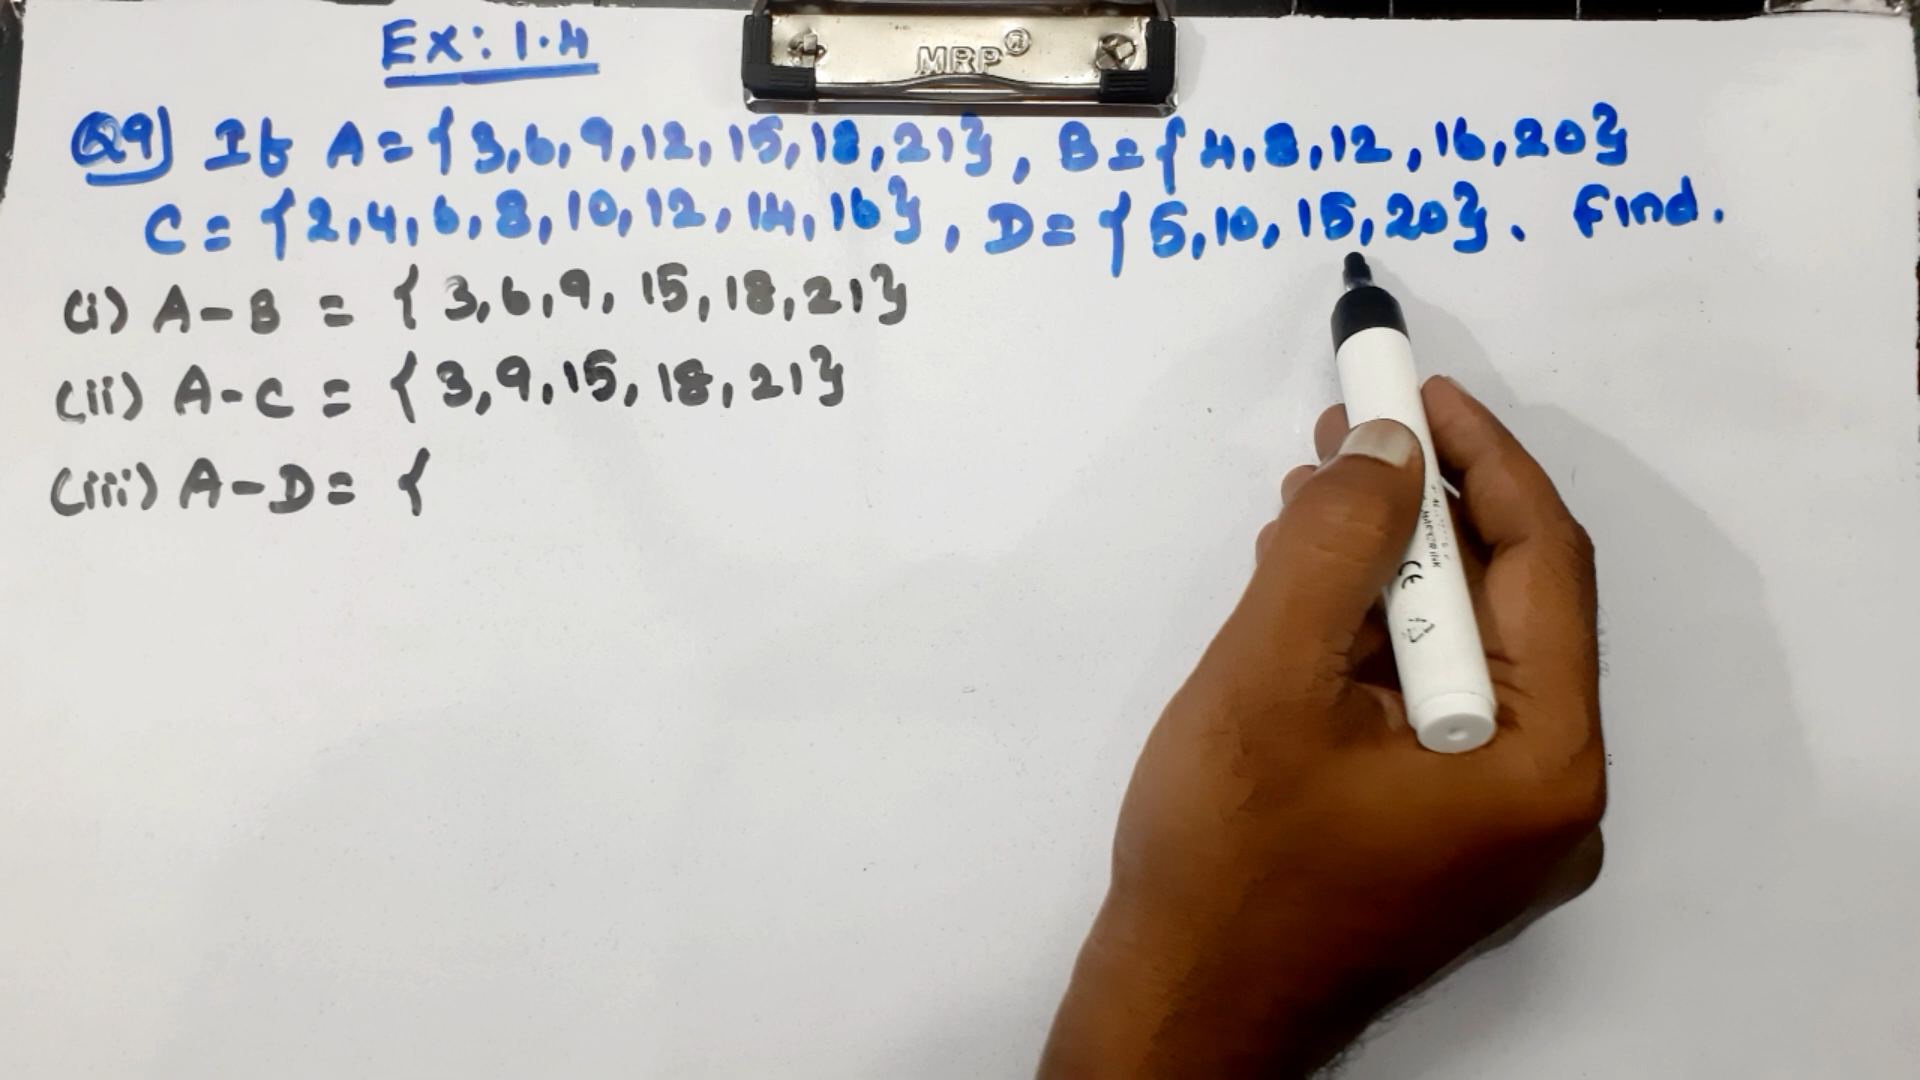 MRP®
Ex: 1.4
Q9) If A = {3,6,9,12,15,18,21}, B = {4,8,12,16,20}
C = {2,4,6,8,10,12,14,16}, D = {5,10,15,20}. Find.
(i) A-B = {3,6,9,15,18,21}
(ii) A-C = {3,9,15,18,21}
(iii) A-D = {
CE